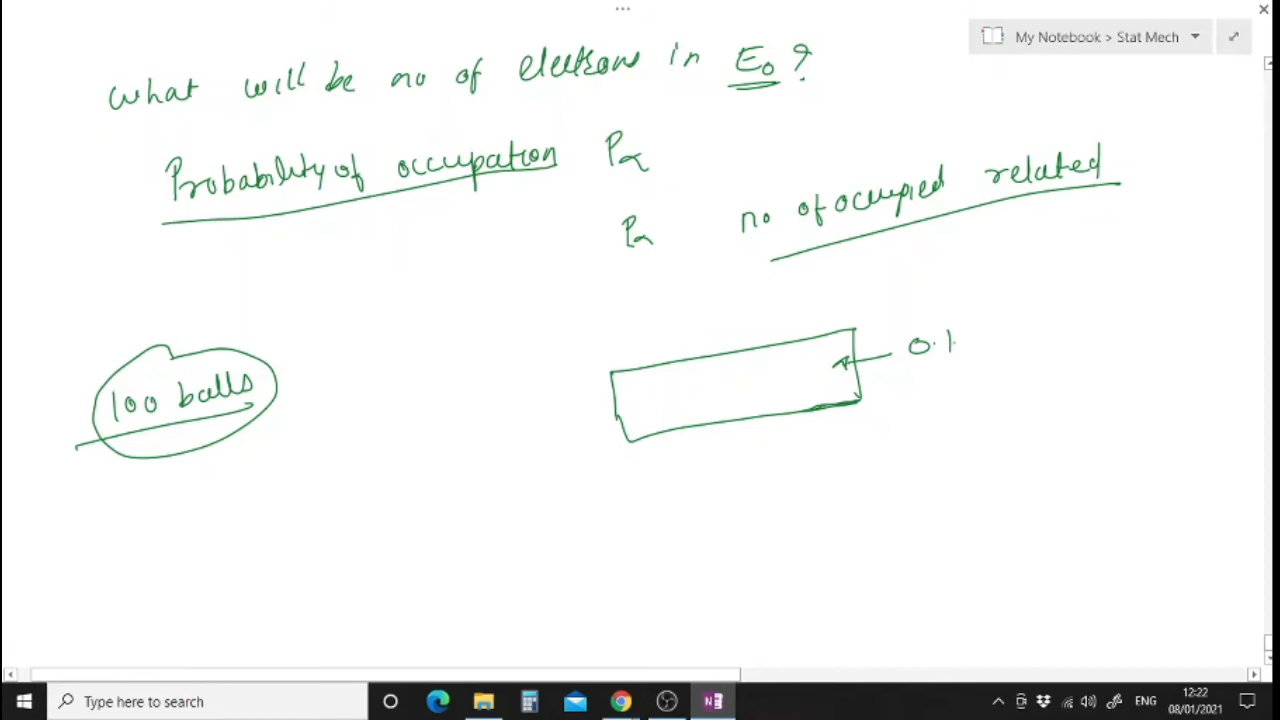 ...
My Notebook > Stat Mech
What will be no of electrons in E₀?
Probability of occupation Pα
Pα no of occupied related
100 balls
0.1
Type here to search
ENG
12:22
08/01/2021